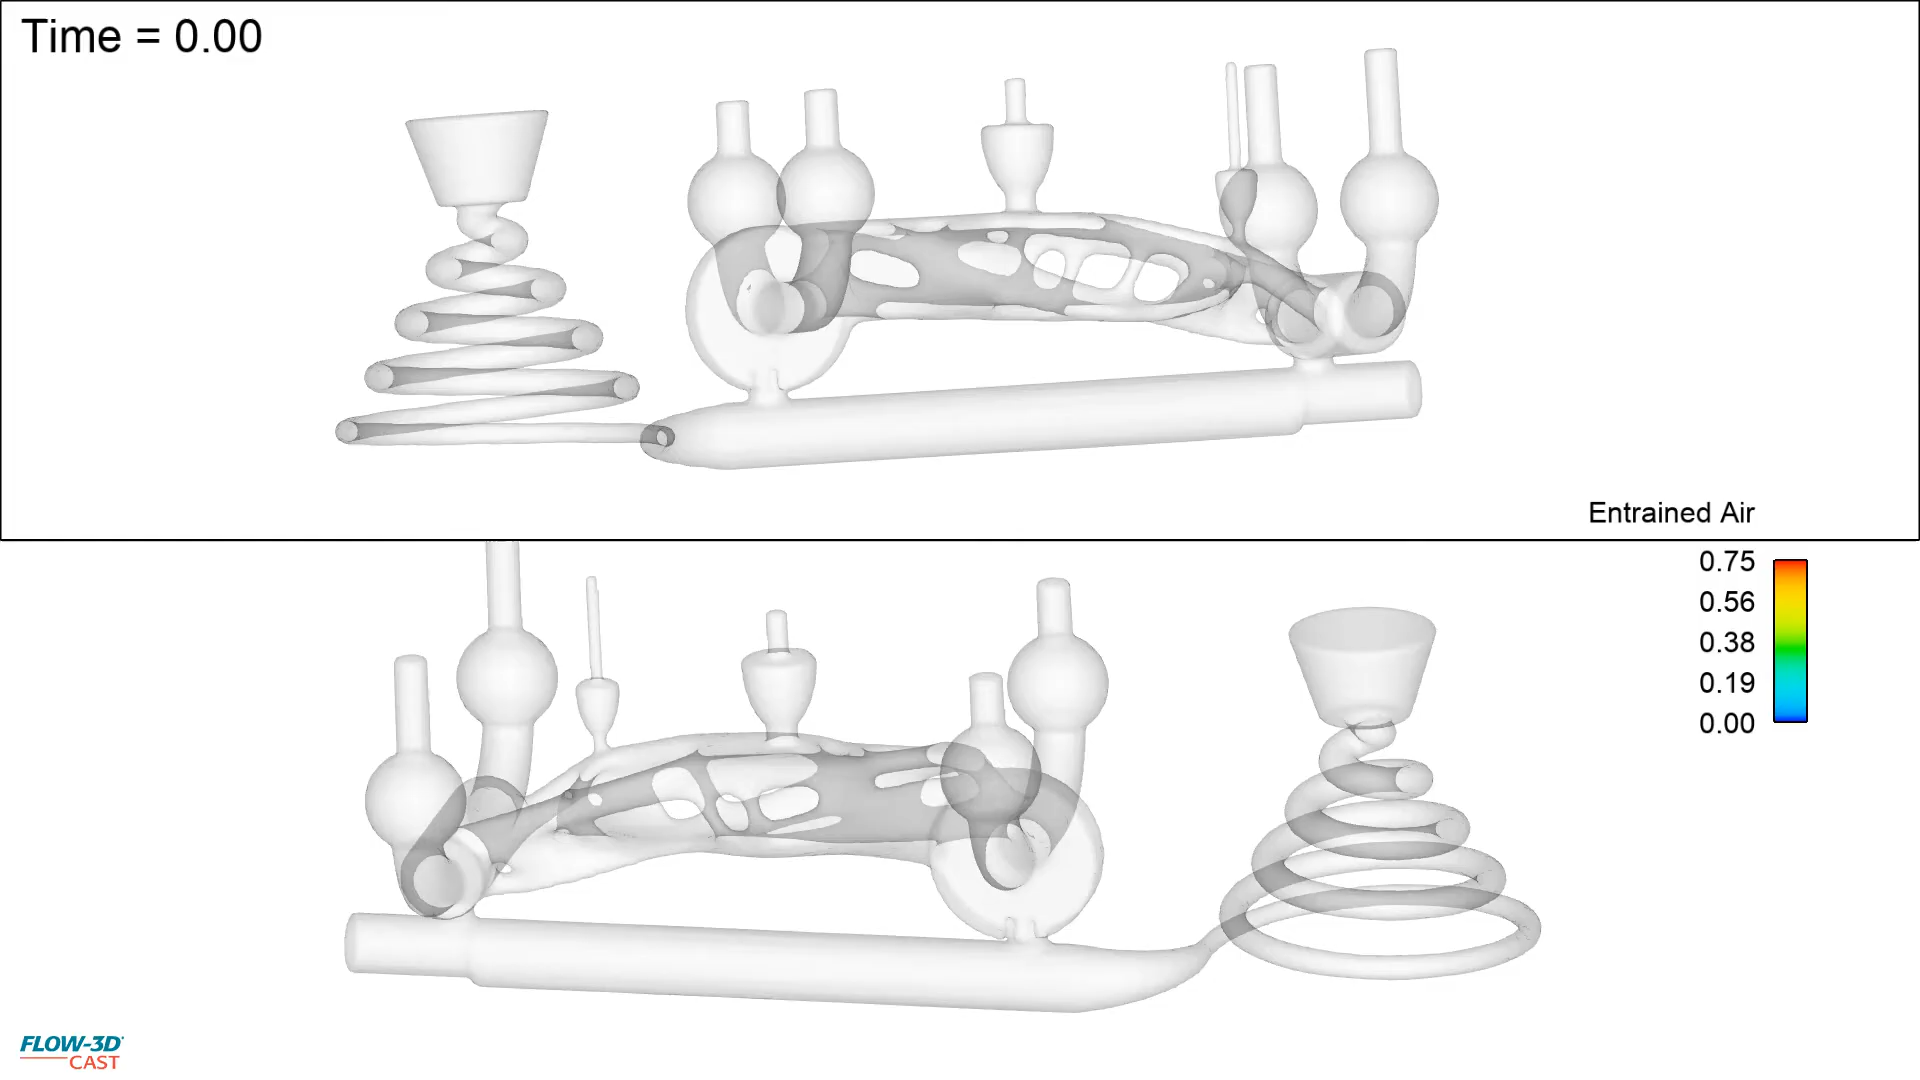 Time = 0.00
Entrained Air
0.75
0.56
0.38
0.19
0.00
FLOW-3D
CAST